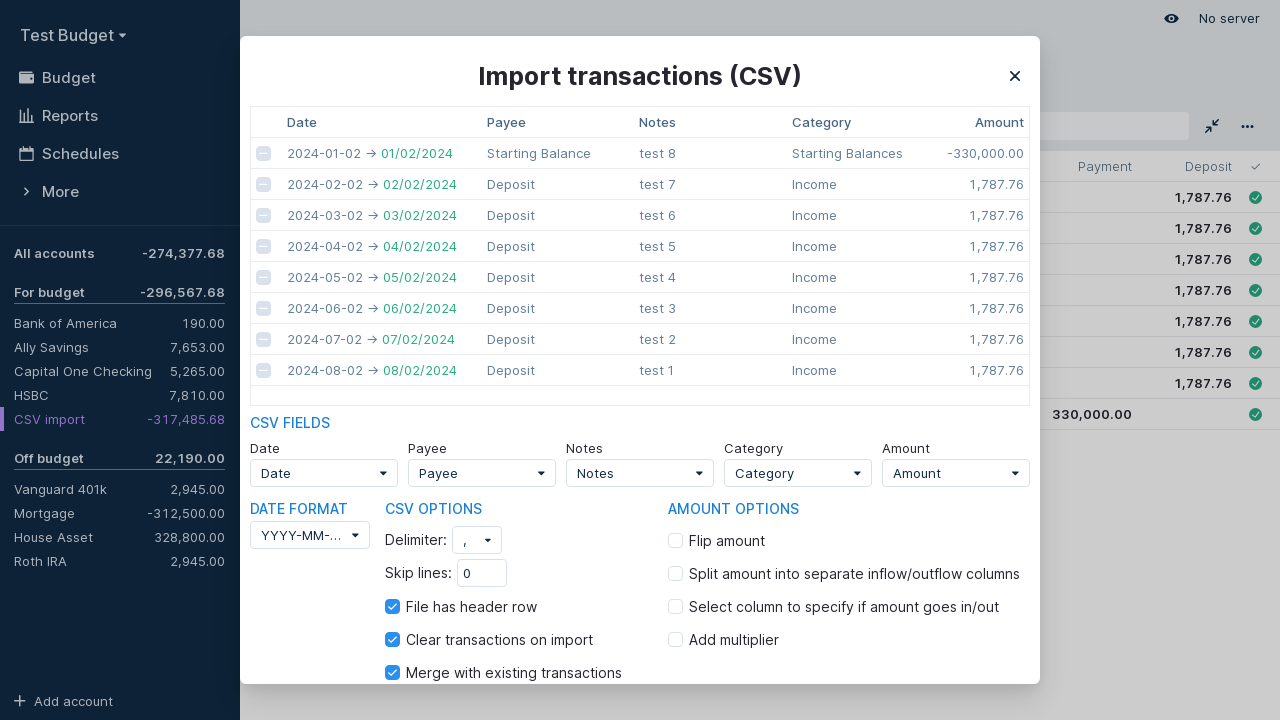 Test Budget
No server
Budget
Reports
Schedules
More
All accounts -274,377.68
For budget -296,567.68
Bank of America 190.00
Ally Savings 7,653.00
Capital One Checking 5,265.00
HSBC 7,810.00
CSV import -317,485.68
Off budget 22,190.00
Vanguard 401k 2,945.00
Mortgage -312,500.00
House Asset 328,800.00
Roth IRA 2,945.00
Add account
Import transactions (CSV)
Date Payee Notes Category Amount
2024-01-02 → 01/02/2024 Starting Balance test 8 Starting Balances -330,000.00
2024-02-02 → 02/02/2024 Deposit test 7 Income 1,787.76
2024-03-02 → 03/02/2024 Deposit test 6 Income 1,787.76
2024-04-02 → 04/02/2024 Deposit test 5 Income 1,787.76
2024-05-02 → 05/02/2024 Deposit test 4 Income 1,787.76
2024-06-02 → 06/02/2024 Deposit test 3 Income 1,787.76
2024-07-02 → 07/02/2024 Deposit test 2 Income 1,787.76
2024-08-02 → 08/02/2024 Deposit test 1 Income 1,787.76
CSV FIELDS
Date Payee Notes Category Amount
Date Payee Notes Category Amount
DATE FORMAT
YYYY-MM-...
CSV OPTIONS
Delimiter: ,
Skip lines: 0
File has header row
Clear transactions on import
Merge with existing transactions
AMOUNT OPTIONS
Flip amount
Split amount into separate inflow/outflow columns
Select column to specify if amount goes in/out
Add multiplier
Payment Deposit
1,787.76
1,787.76
1,787.76
1,787.76
1,787.76
1,787.76
1,787.76
330,000.00